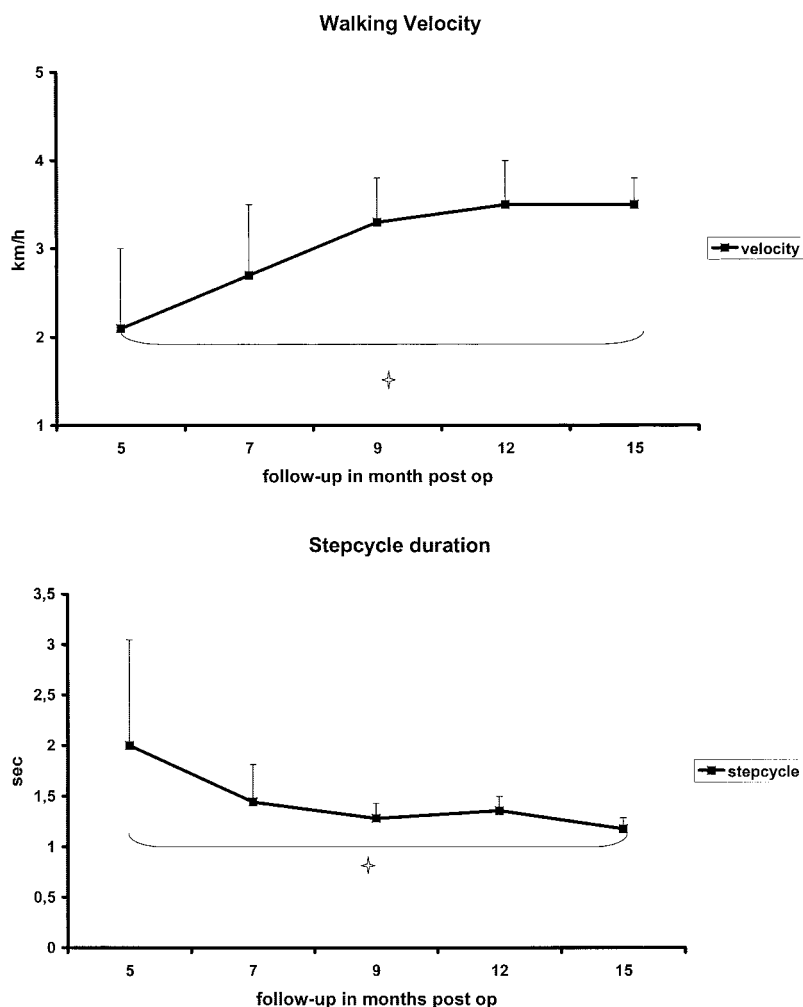 Walking Velocity
5
4
3
2
1
km/h
5 7 9 12 15
follow-up in month post op
velocity
Stepcycle duration
3,5
3
2,5
2
1,5
1
0,5
0
sec
5 7 9 12 15
follow-up in months post op
stepcycle